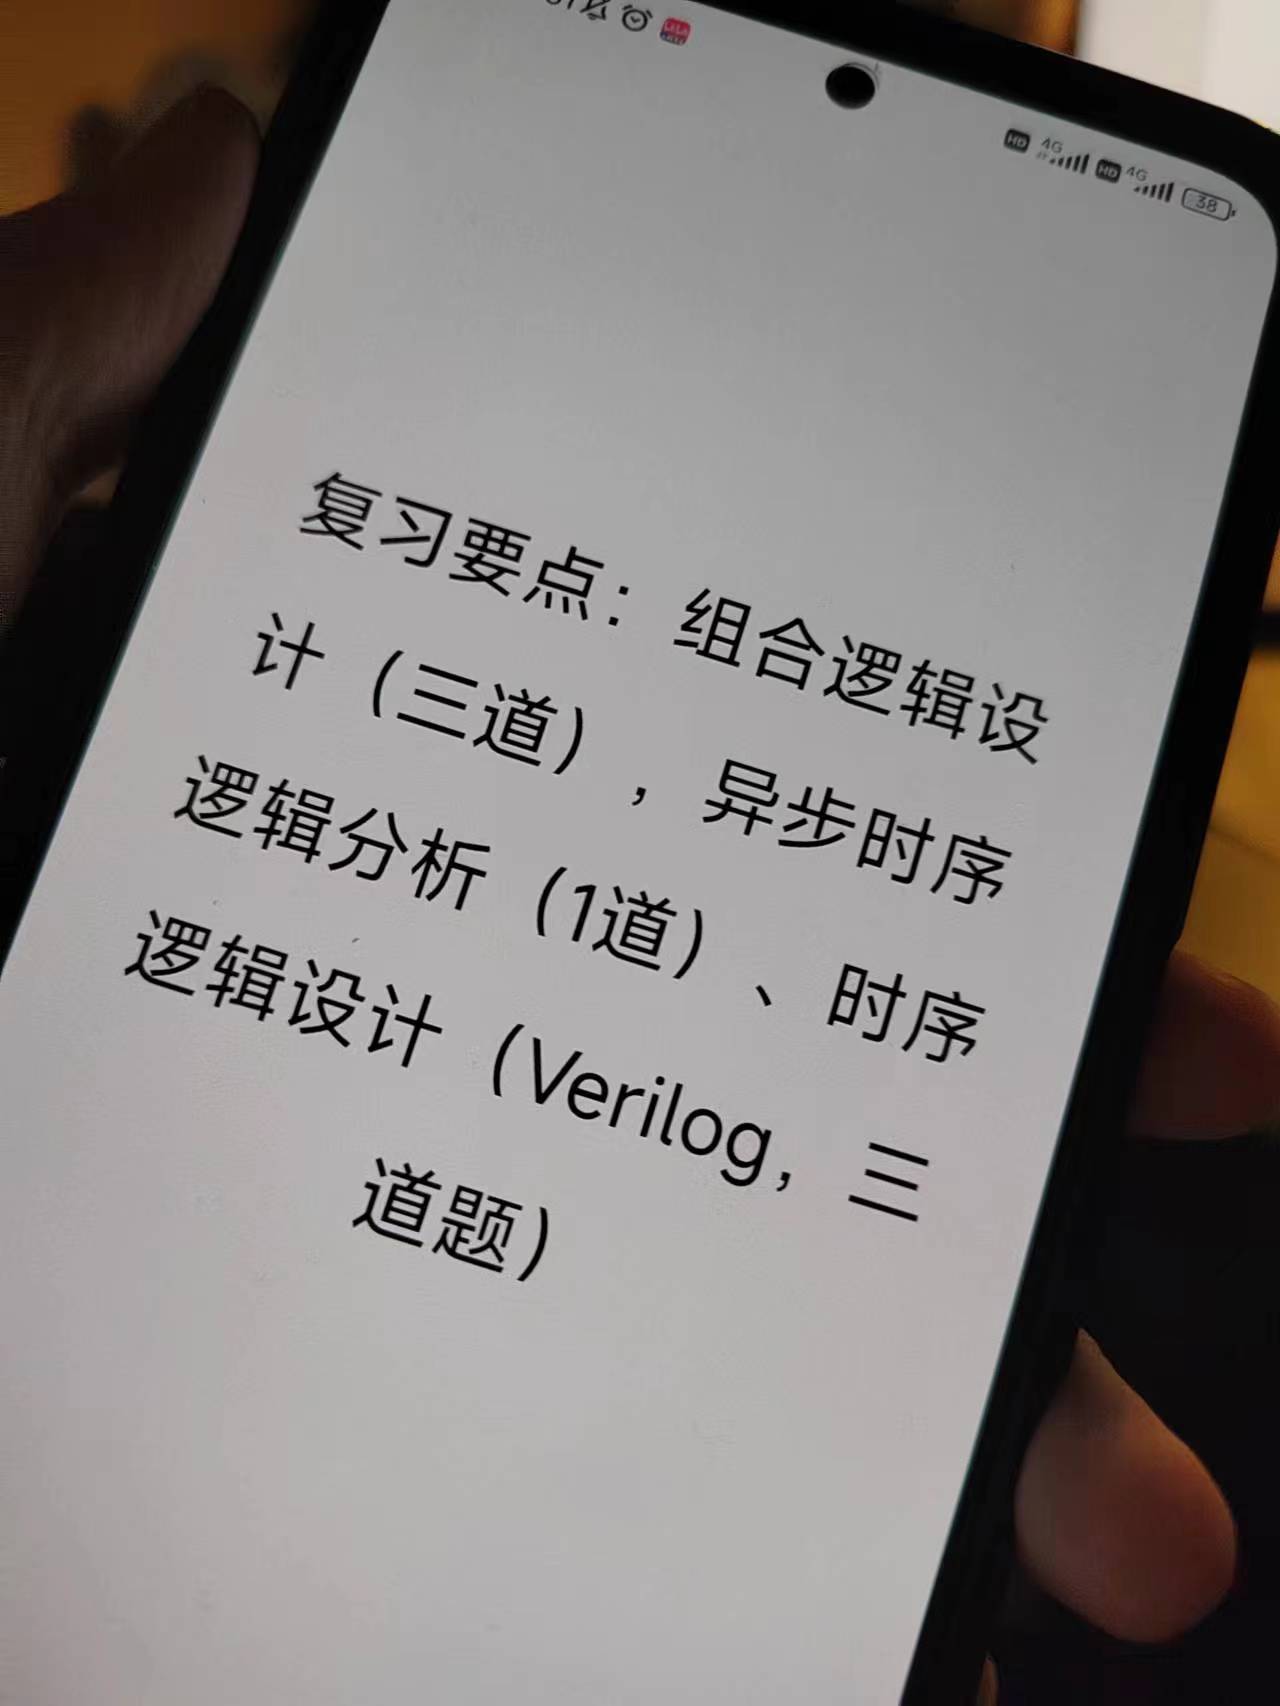 HD 4G HD 4G 38
复习要点：组合逻辑设
计（三道），异步时序
逻辑分析（1道）、时序
逻辑设计（Verilog，三
道题）